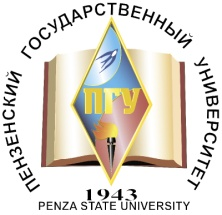 ПЕНЗЕНСКИЙ ГОСУДАРСТВЕННЫЙ УНИВЕРСИТЕТ
ПГУ
1943
PENZA STATE UNIVERSITY